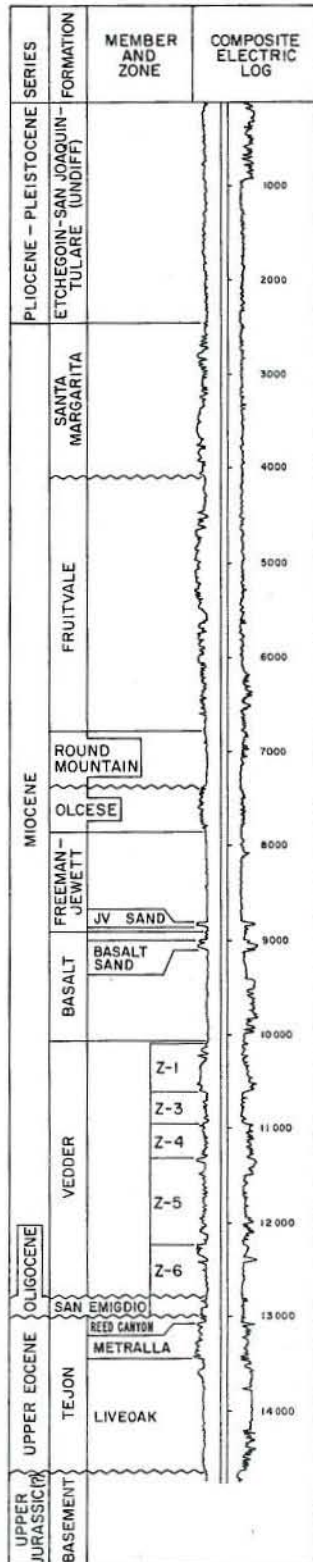 SERIES
FORMATION
MEMBER
AND
ZONE
COMPOSITE
ELECTRIC
LOG
PLIOCENE – PLEISTOCENE
ETCHEGOIN-SAN JOAQUIN-
TULARE (UNDIFF)
1000
2000
SANTA
MARGARITA
3000
4000
MIOCENE
FRUITVALE
5000
6000
ROUND
MOUNTAIN
7000
OLCESE
FREEMAN-
JEWETT
8000
JV SAND
BASALT
BASALT
SAND
9000
10000
VEDDER
Z-1
Z-3
Z-4
11000
Z-5
12000
Z-6
OLIGOCENE
SAN EMIGDIO
13000
UPPER EOCENE
TEJON
REED CANYON
METRALLA
LIVEOAK
14000
UPPER
JURASSIC(?)
BASEMENT